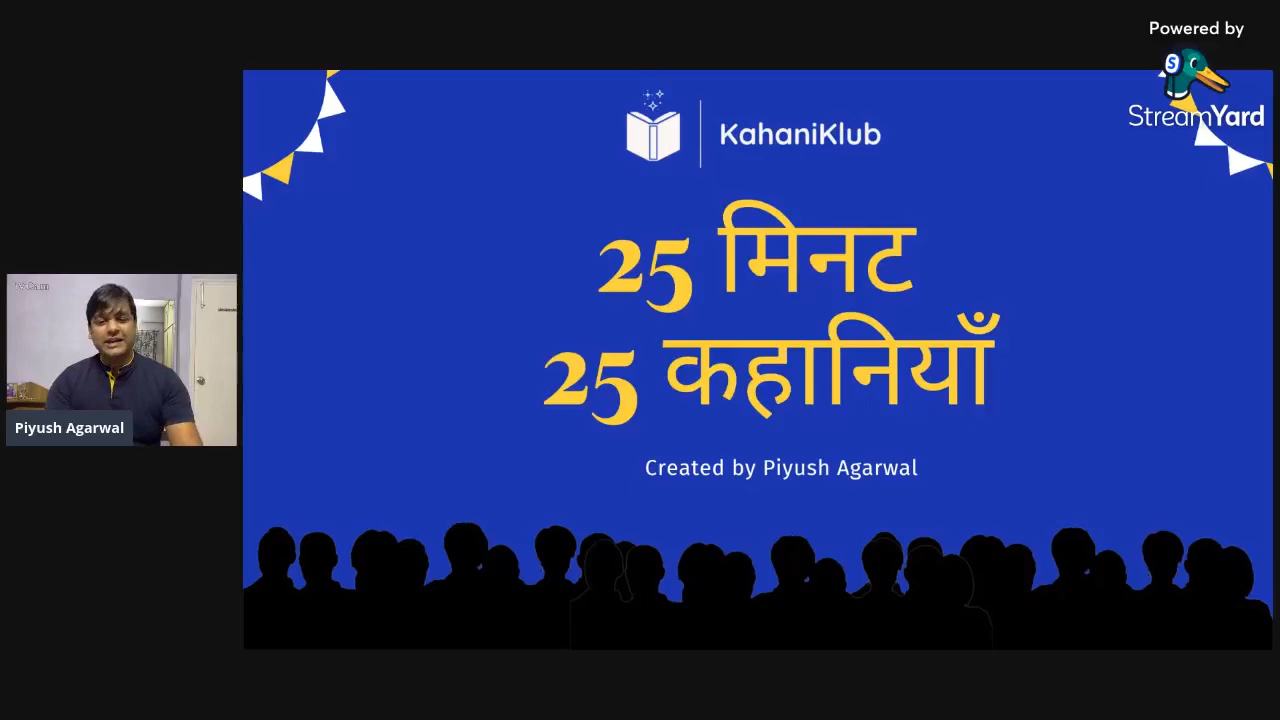 Powered by
StreamYard
KahaniKlub
25 मिनट
25 कहानियाँ
Created by Piyush Agarwal
Piyush Agarwal